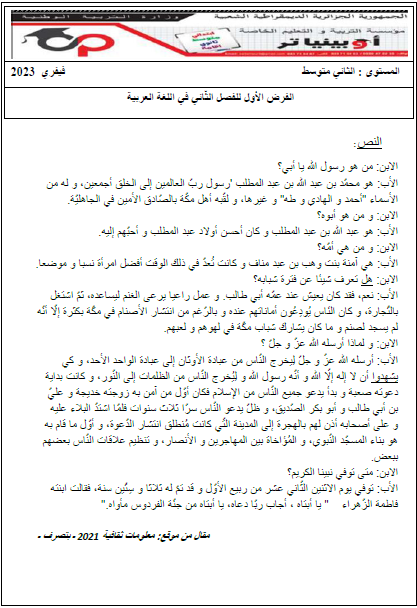 الجمهورية الجزائرية الديمقراطية الشعبية
وزارة التربية الوطنية
مؤسسة التربية و التعليم الخاصة
المستوى : الثاني متوسط
فيفري 2023
الفرض الأول للفصل الثّاني في اللغة العربية
النص:
الابن: من هو رسول الله يا أبي؟
الأب: هو محمّد بن عبد الله بن عبد المطلب "رسول ربّ العالمين إلى الخلق أجمعين، و له من
الأسماء "أحمد و الهادي و طه" و غيرها، و لقّبه أهل مكّة بالصّادق الأمين في الجاهليّة.
الابن: و من هو أبوه؟
الأب: هو عبد الله بن عبد المطلب و كان أحسن أولاد عبد المطلب و أحبّهم إليه.
الابن: و من هي أمّه؟
الأب: هي آمنة بنت وهب بن عبد مناف و كانت تُعدّ في ذلك الوقت أفضل امرأة نسبا و موضعا.
الابن: هل تعرف شيئا عن فترة شبابه؟
الأب: نعم، فقد كان يعيش عند عمّه أبي طالب. و عمل راعيا يرعى الغنم ليساعده، ثمّ اشتغل
بالتّجارة، و كان النّاس يُودعُون أماناتهم عنده و بالرّغم من انتشار الأصنام في مكّة بكثرة إلّا أنّه
لم يسجد لصنم و ما كان يشارك شباب مكّة في لهوهم و لعبهم.
الابن: و لماذا أرسله الله عزّ و جلّ ؟
الأب: أرسله الله عزّ و جلّ ليخرج النّاس من عبادة الأوثان إلى عبادة الواحد الأحد، و كي
يشهدوا أن لا إله إلّا الله و أنّه رسول الله و ليُخرج النّاس من الظلمات إلى النّور، و كانت بداية
دعوته صعبة و بدأ يدعو جميع النّاس من الإسلام فكان أوّل من آمن به زوجته خديجة و عليّ
بن أبي طالب و أبو بكر الصّديق، و ظلّ يدعو النّاس سرّا ثلاث سنوات فلمّا اشتدّ البلاء عليه
و على أصحابه أذن لهم بالهجرة إلى المدينة الّتي كانت مُنطلق انتشار الدّعوة، و أوّل ما قام به
هو بناء المسجّد النّبوي، و المُؤاخاة بين المهاجرين و الأنصار، و تنظيم علاقات النّاس بعضهم
ببعض.
الابن: متى توفي نبينا الكريم؟
الأب: توفي يوم الاثنين الثّاني عشر من ربيع الأوّل و قد تمّ له ثلاثا و ستّين سنة، فقالت ابنته
فاطمة الزّهراء " يا أبتاه ، أجاب ربّا دعاه، يا أبتاه من جنّة الفردوس مأواه."
مقال من موقع: معلومات ثقافية 2021 ـ بتصرف ـ